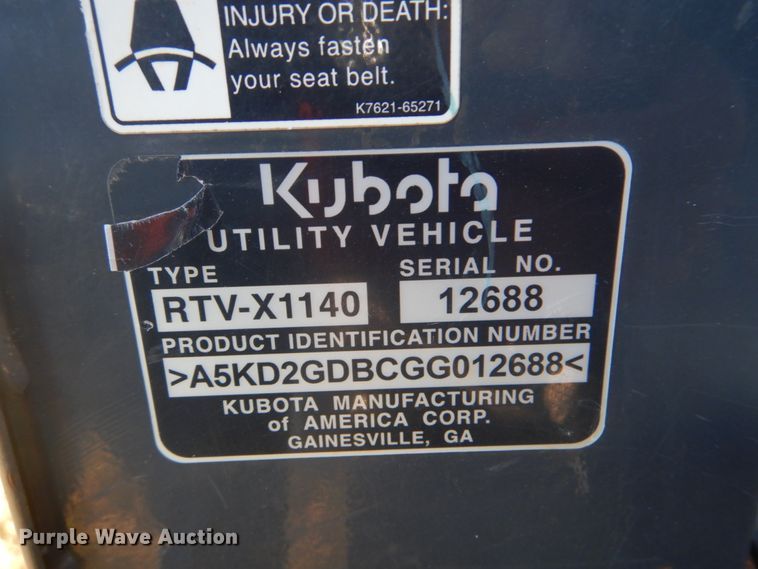 INJURY OR DEATH:
Always fasten
your seat belt.
K7621-65271
Kubota
UTILITY VEHICLE
TYPE SERIAL NO.
RTV-X1140 12688
PRODUCT IDENTIFICATION NUMBER
>A5KD2GDBCGG012688<
KUBOTA MANUFACTURING
of AMERICA CORP.
GAINESVILLE, GA
Purple Wave Auction